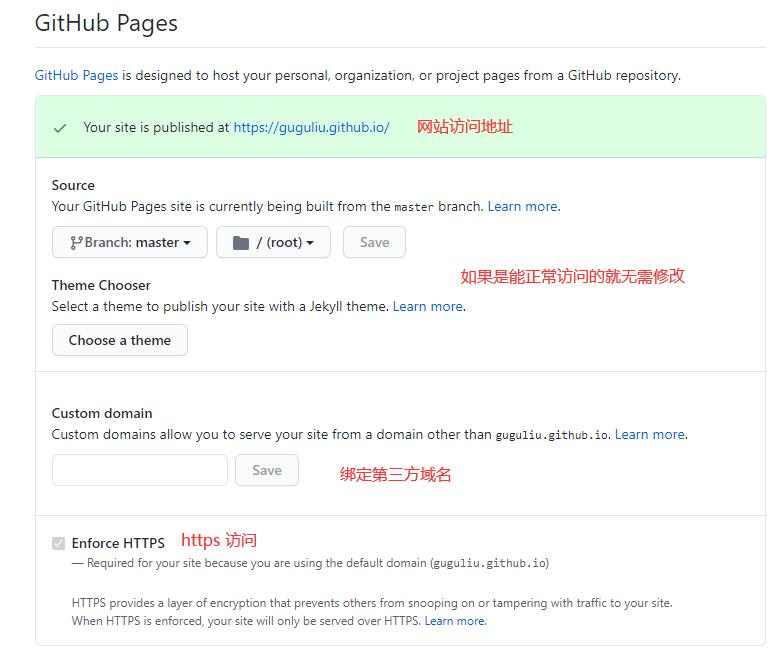 GitHub Pages
GitHub Pages is designed to host your personal, organization, or project pages from a GitHub repository.
Your site is published at https://guguliu.github.io/ 网站访问地址
Source
Your GitHub Pages site is currently being built from the master branch. Learn more.
Branch: master / (root) Save
如果是能正常访问的就无需修改
Theme Chooser
Select a theme to publish your site with a Jekyll theme. Learn more.
Choose a theme
Custom domain
Custom domains allow you to serve your site from a domain other than guguliu.github.io. Learn more.
Save 绑定第三方域名
Enforce HTTPS https 访问
— Required for your site because you are using the default domain (guguliu.github.io)
HTTPS provides a layer of encryption that prevents others from snooping on or tampering with traffic to your site.
When HTTPS is enforced, your site will only be served over HTTPS. Learn more.